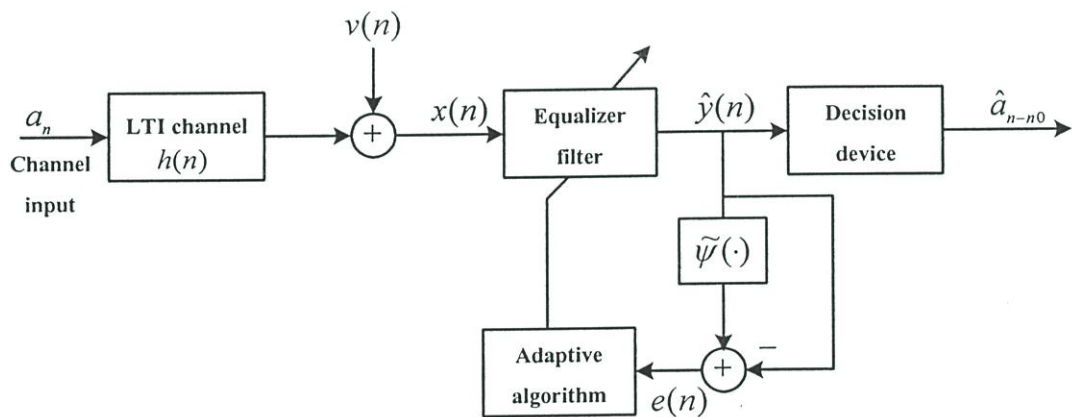 v(n)
a_n
LTI channel
h(n)
Channel
input
+
x(n)
Equalizer
filter
ŷ(n)
Decision
device
â_{n-n0}
ψ̃(·)
Adaptive
algorithm
e(n)
+
−